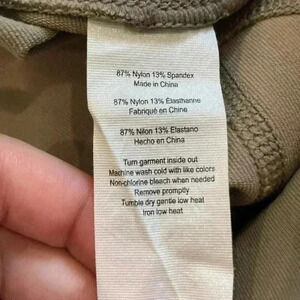 87% Nylon 13% Spandex
Made in China
87% Nylon 13% Elasthanne
Fabriqué en China
87% Nilon 13% Elastano
Hecho en China
Turn garment inside out
Machine wash cold with like colors
Non-chlorine bleach when needed
Remove promptly
Tumble dry gentle low heat
Iron low heat